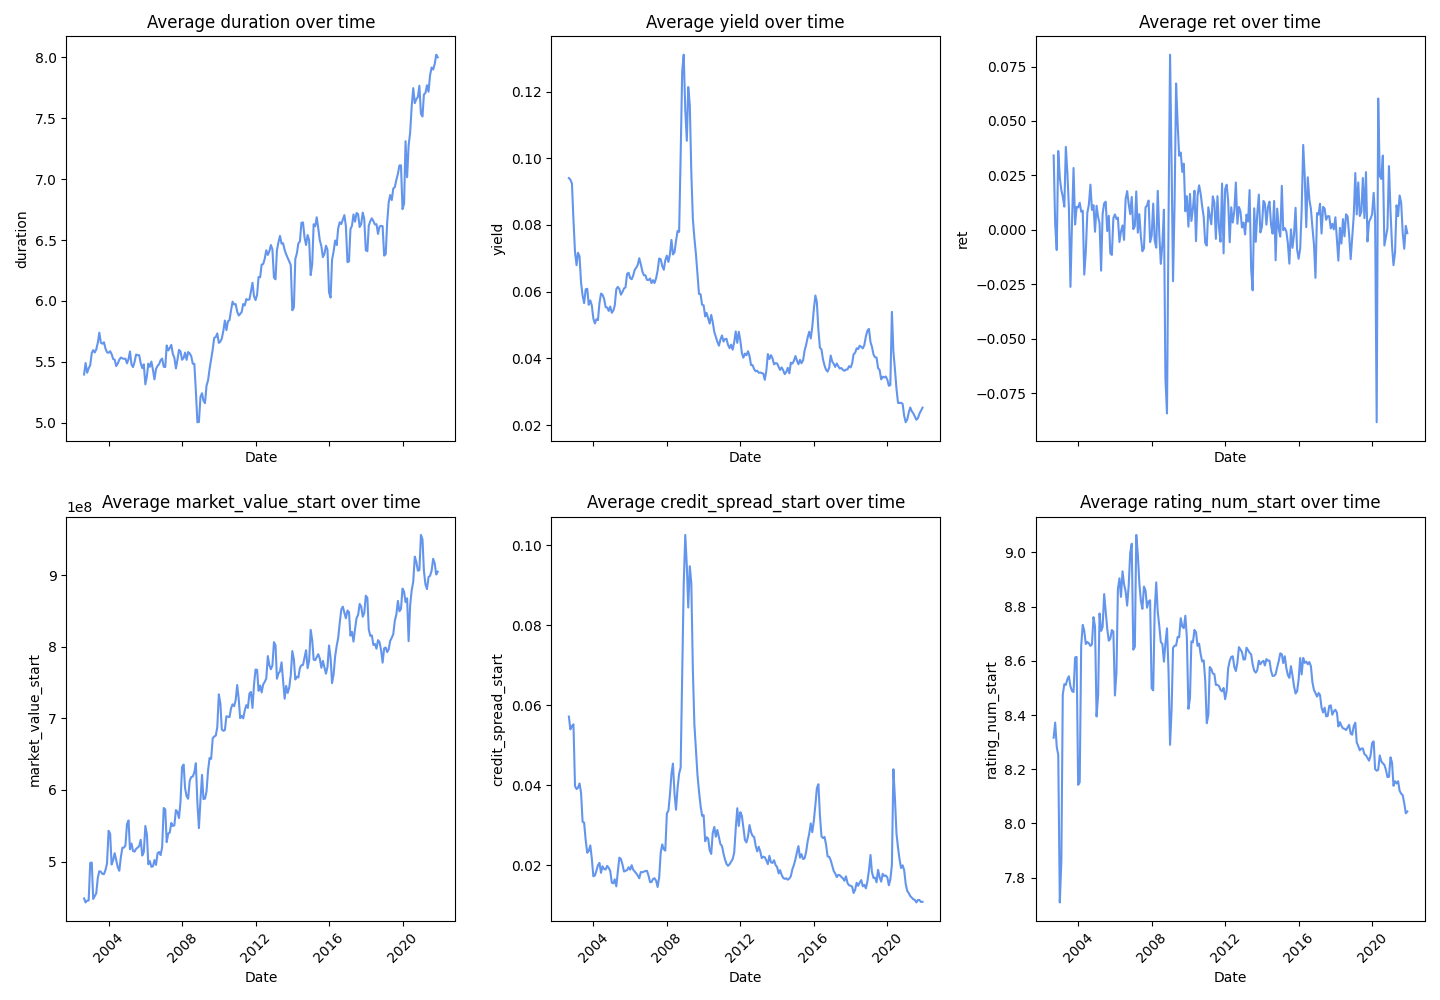 Average duration over time
8.0
7.5
7.0
6.5
6.0
5.5
5.0
duration
Date
Average yield over time
0.12
0.10
0.08
0.06
0.04
0.02
yield
Date
Average ret over time
0.075
0.050
0.025
0.000
−0.025
−0.050
−0.075
ret
Date
Average market_value_start over time
1e8
9
8
7
6
5
market_value_start
2004
2008
2012
2016
2020
Date
Average credit_spread_start over time
0.10
0.08
0.06
0.04
0.02
credit_spread_start
2004
2008
2012
2016
2020
Date
Average rating_num_start over time
9.0
8.8
8.6
8.4
8.2
8.0
7.8
rating_num_start
2004
2008
2012
2016
2020
Date